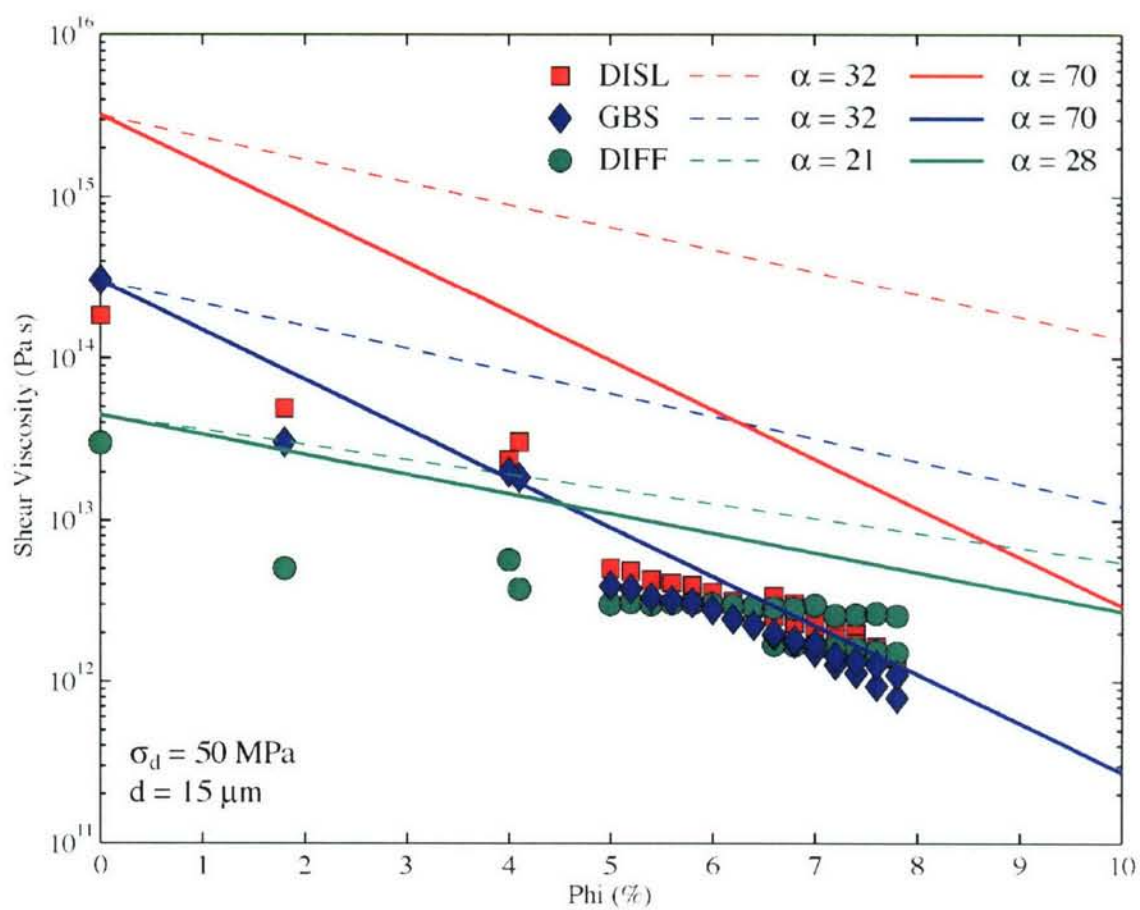 10^16
10^15
10^14
10^13
10^12
10^11
Shear Viscosity (Pa s)
DISL α = 32 α = 70
GBS α = 32 α = 70
DIFF α = 21 α = 28
σ_d = 50 MPa
d = 15 μm
0 1 2 3 4 5 6 7 8 9 10
Phi (%)